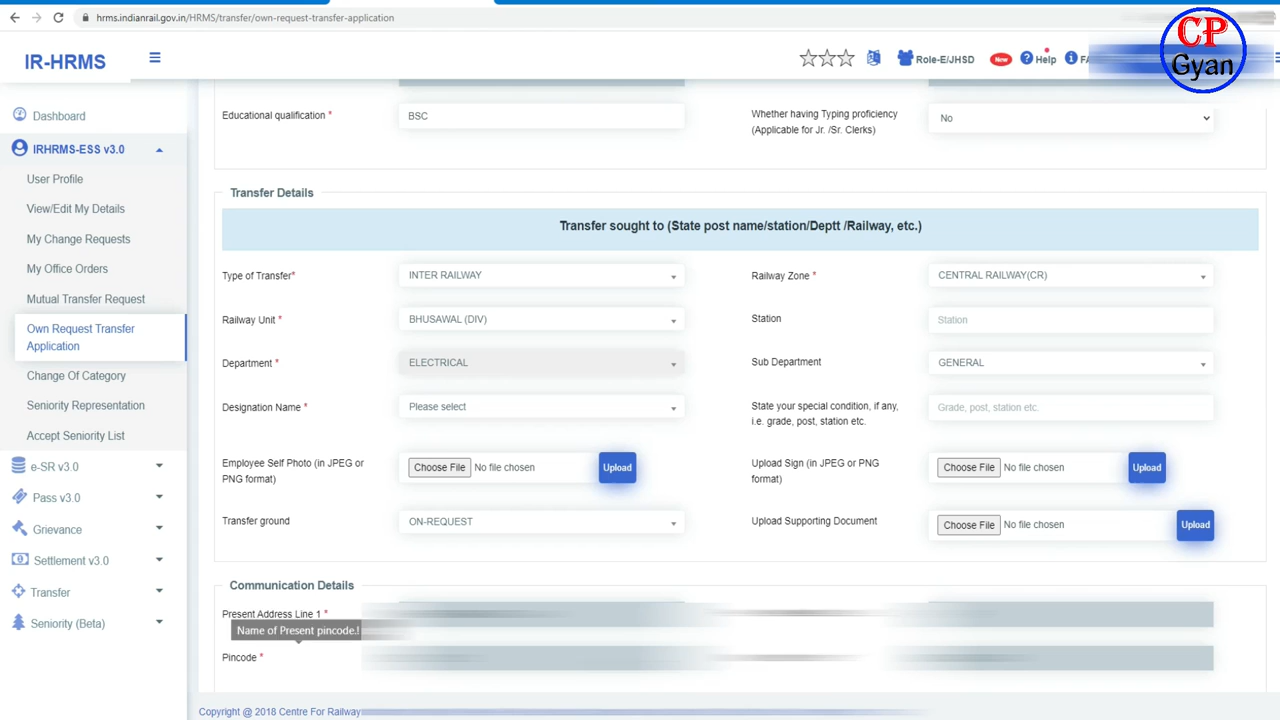 hrms.indianrail.gov.in/HRMS/transfer/own-request-transfer-application
CP
Gyan
IR-HRMS
Role-E/JHSD
New
Help
Dashboard
IRHRMS-ESS v3.0
User Profile
View/Edit My Details
My Change Requests
My Office Orders
Mutual Transfer Request
Own Request Transfer
Application
Change Of Category
Seniority Representation
Accept Seniority List
e-SR v3.0
Pass v3.0
Grievance
Settlement v3.0
Transfer
Seniority (Beta)
Educational qualification *
BSC
Whether having Typing proficiency
(Applicable for Jr. /Sr. Clerks)
No
Transfer Details
Transfer sought to (State post name/station/Deptt /Railway, etc.)
Type of Transfer*
INTER RAILWAY
Railway Zone *
CENTRAL RAILWAY(CR)
Railway Unit *
BHUSAWAL (DIV)
Station
Station
Department *
ELECTRICAL
Sub Department
GENERAL
Designation Name *
Please select
State your special condition, if any,
i.e. grade, post, station etc.
Grade, post, station etc.
Employee Self Photo (in JPEG or
PNG format)
Choose File No file chosen
Upload
Upload Sign (in JPEG or PNG
format)
Choose File No file chosen
Upload
Transfer ground
ON-REQUEST
Upload Supporting Document
Choose File No file chosen
Upload
Communication Details
Present Address Line 1 *
Name of Present pincode.!
Pincode *
Copyright @ 2018 Centre For Railway